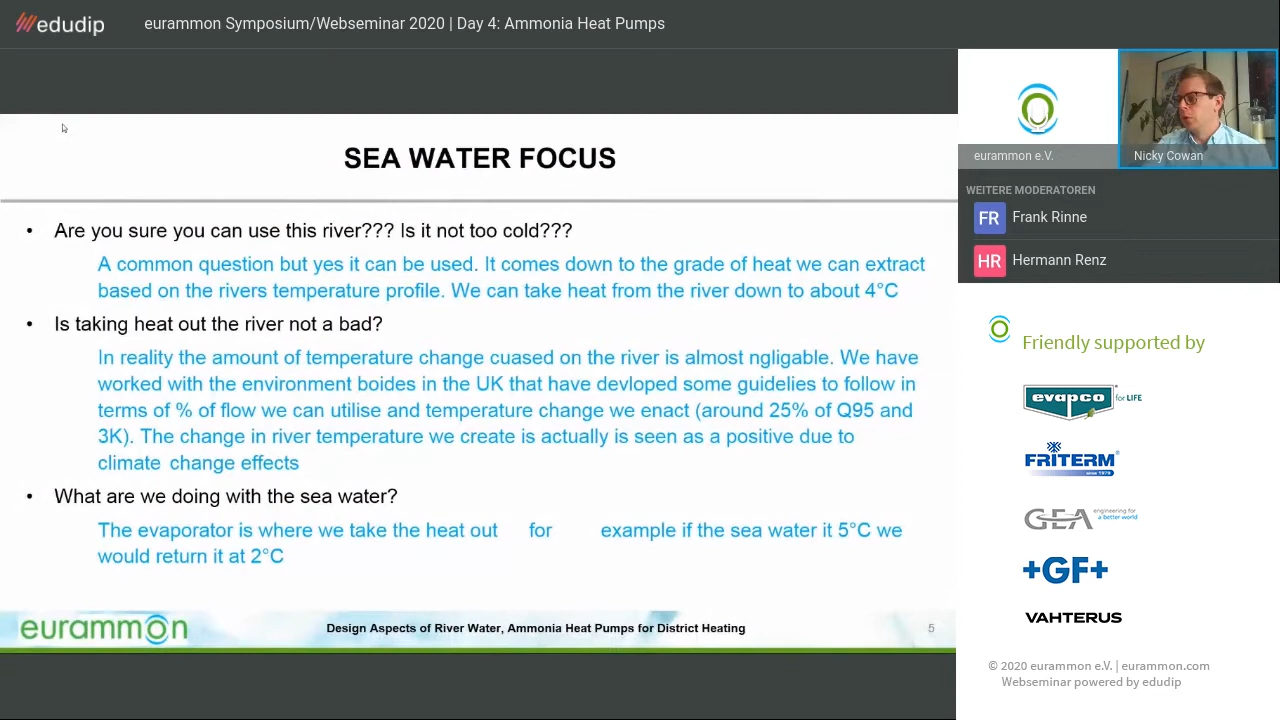 edudip
eurammon Symposium/Webseminar 2020 | Day 4: Ammonia Heat Pumps
SEA WATER FOCUS
• Are you sure you can use this river??? Is it not too cold???
A common question but yes it can be used. It comes down to the grade of heat we can extract
based on the rivers temperature profile. We can take heat from the river down to about 4°C
• Is taking heat out the river not a bad?
In reality the amount of temperature change cuased on the river is almost ngligable. We have
worked with the environment boides in the UK that have devloped some guidelies to follow in
terms of % of flow we can utilise and temperature change we enact (around 25% of Q95 and
3K). The change in river temperature we create is actually is seen as a positive due to
climate change effects
• What are we doing with the sea water?
The evaporator is where we take the heat out for example if the sea water it 5°C we
would return it at 2°C
eurammon
Design Aspects of River Water, Ammonia Heat Pumps for District Heating
5
eurammon e.V.
Nicky Cowan
WEITERE MODERATOREN
FR Frank Rinne
HR Hermann Renz
Friendly supported by
evapco for LIFE
FRITERM
since 1979
GEA engineering for
a better world
+GF+
VAHTERUS
© 2020 eurammon e.V. | eurammon.com
Webseminar powered by edudip